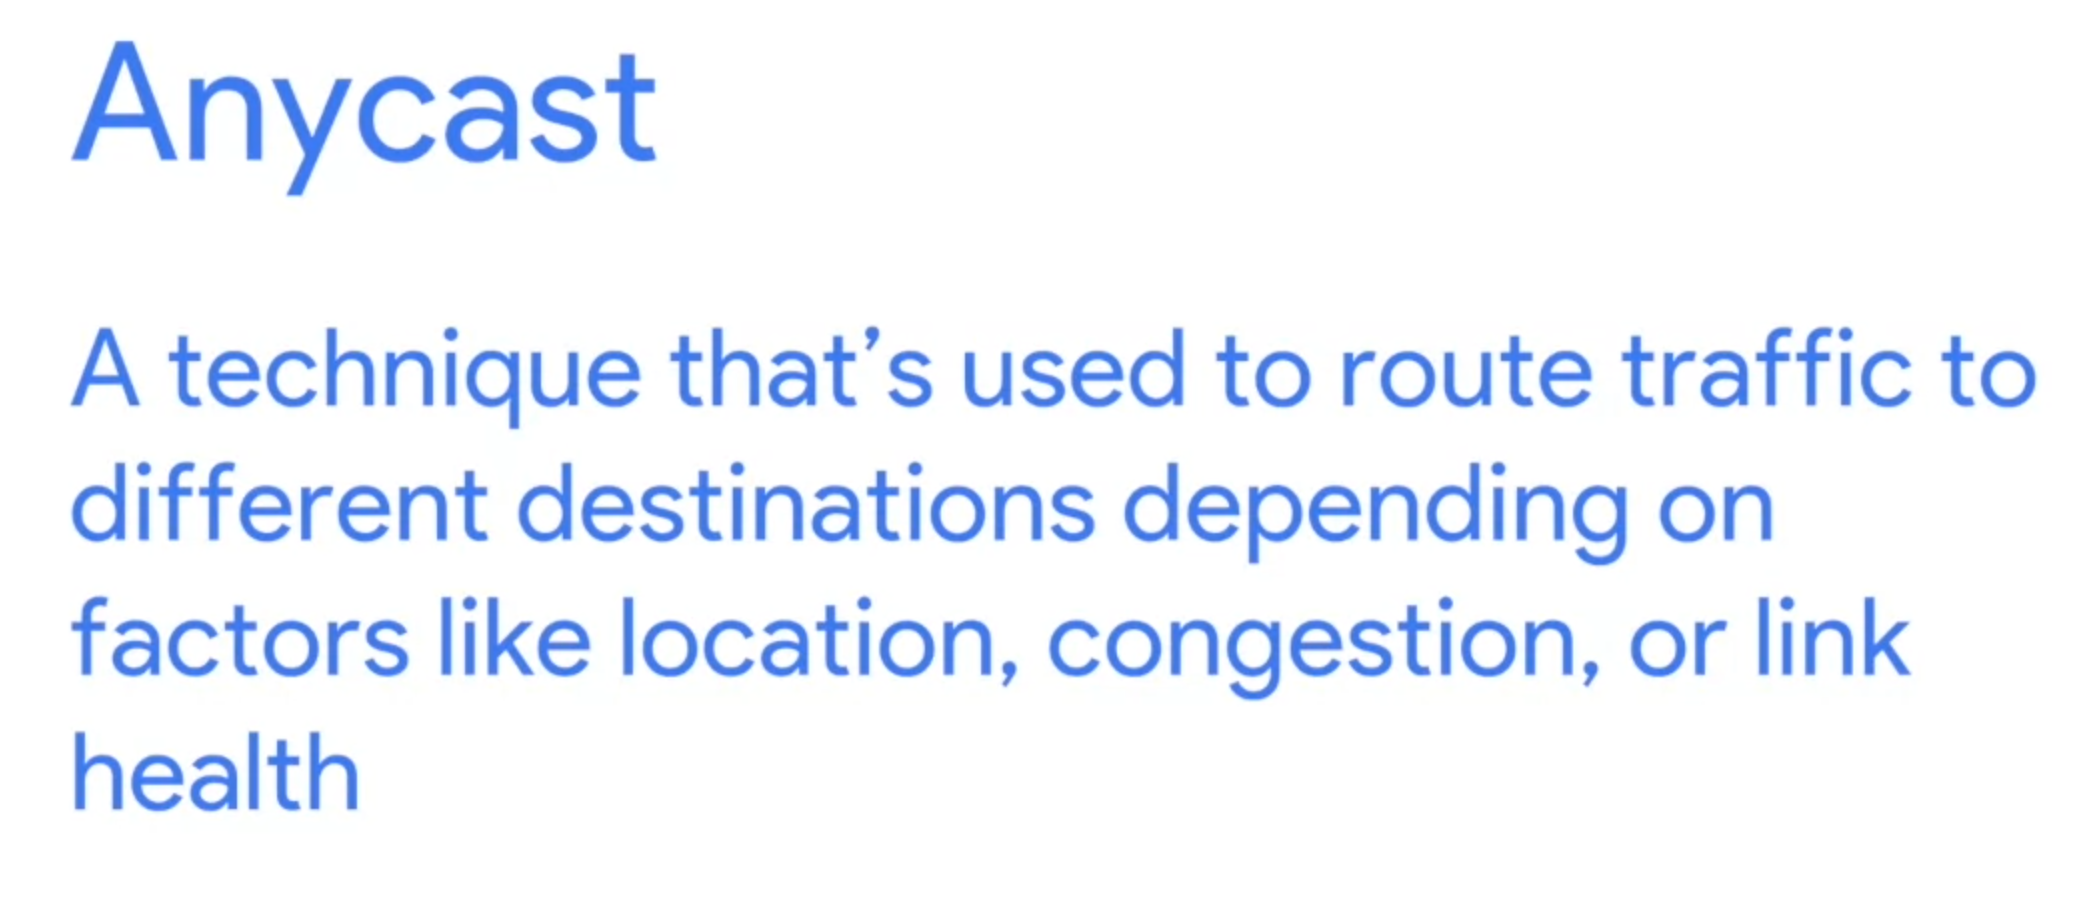 Anycast
A technique that’s used to route traffic to
different destinations depending on
factors like location, congestion, or link
health